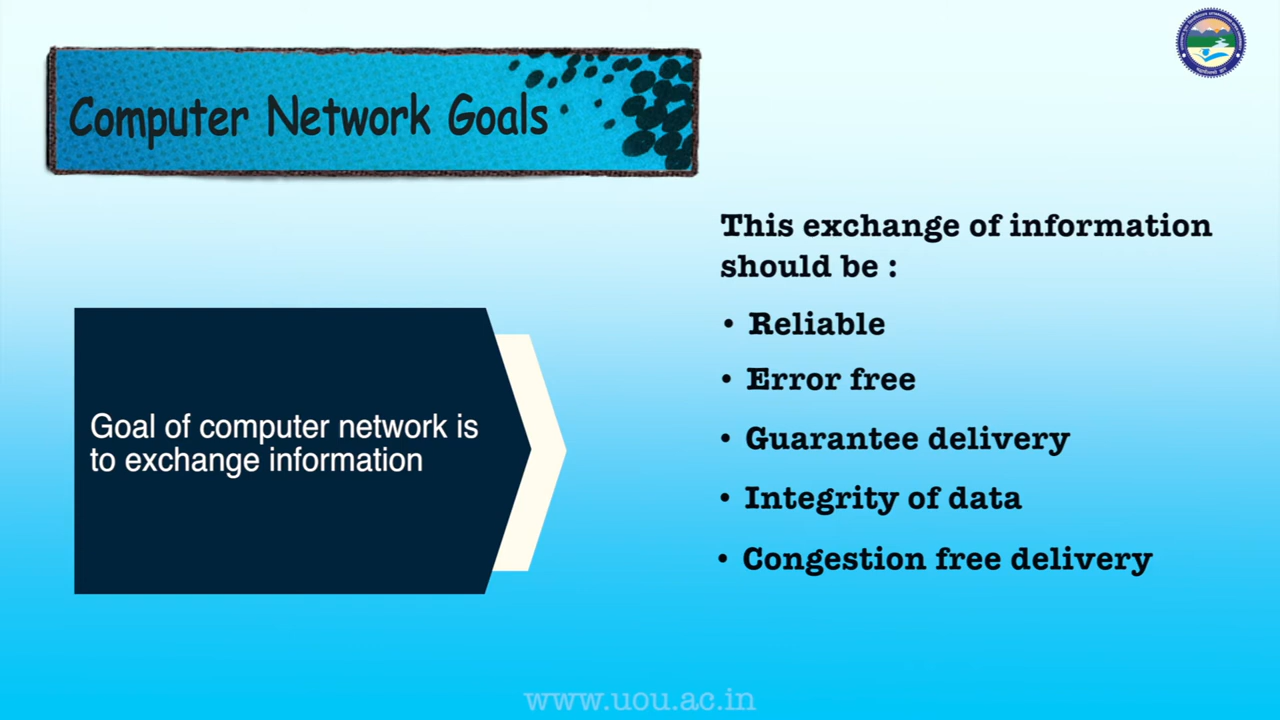 Computer Network Goals
Goal of computer network is
to exchange information
This exchange of information
should be :
• Reliable
• Error free
• Guarantee delivery
• Integrity of data
• Congestion free delivery
www.uou.ac.in